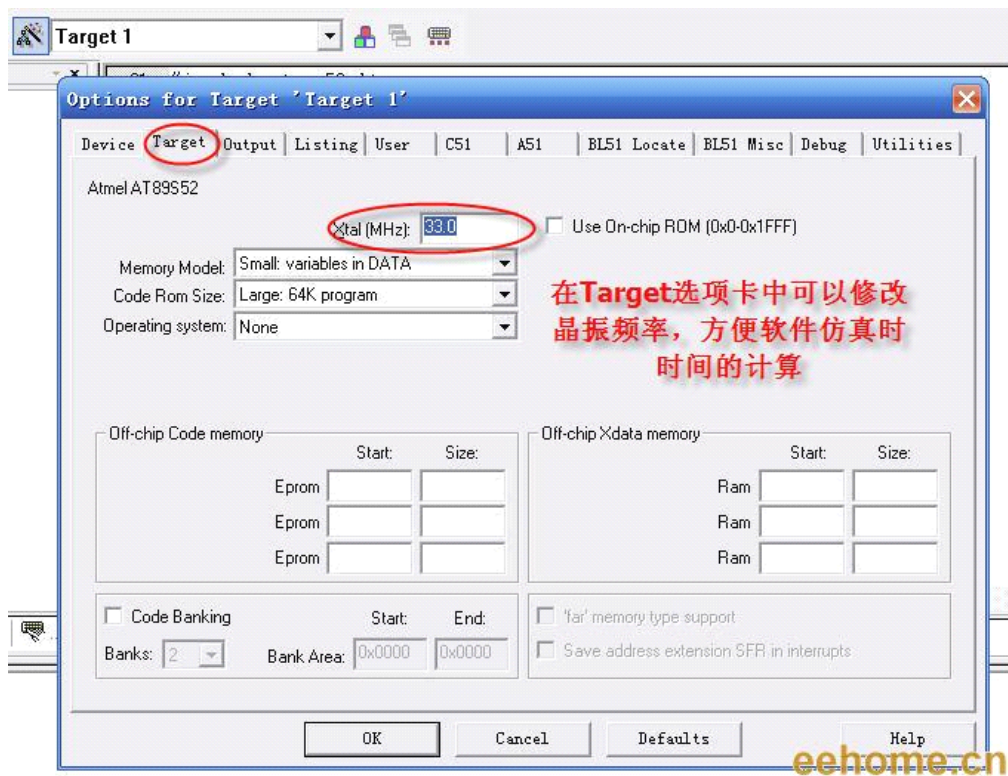 Target 1
Options for Target 'Target 1'
Device Target Output Listing User C51 A51 BL51 Locate BL51 Misc Debug Utilities
Atmel AT89S52
Xtal (MHz): 33.0 Use On-chip ROM (0x0-0x1FFF)
Memory Model: Small: variables in DATA
Code Rom Size: Large: 64K program
Operating system: None
在Target选项卡中可以修改
晶振频率，方便软件仿真时
时间的计算
Off-chip Code memory
Start: Size:
Eprom
Eprom
Eprom
Off-chip Xdata memory
Start: Size:
Ram
Ram
Ram
Code Banking Start: End:
Banks: 2 Bank Area: 0x0000 0x0000
'far' memory type support
Save address extension SFR in interrupts
OK Cancel Defaults Help
eehome.cn